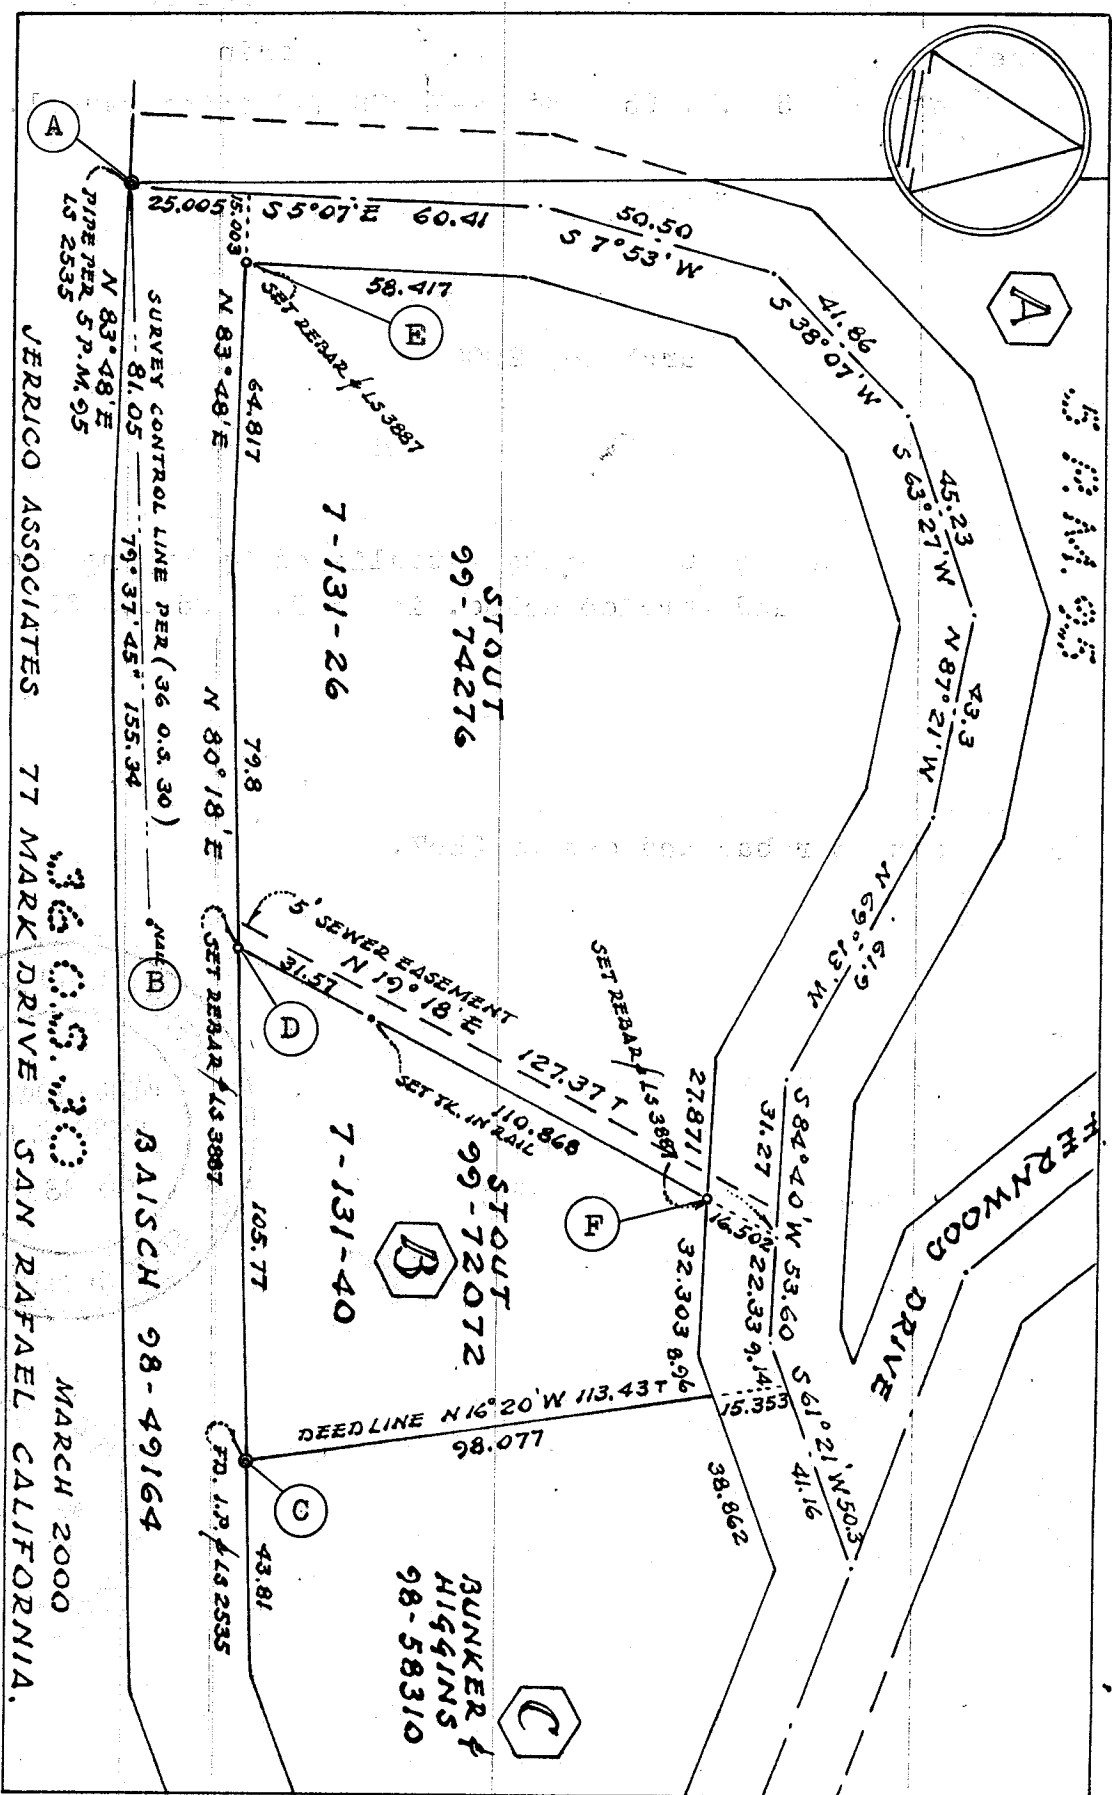 A
5 P.M. 95
FERNWOOD
DRIVE
A
PIPE PER 5 P.M. 95
LS 2535
25.005
15.003
S 5°07' E 60.41
50.50
S 7°53' W
41.86
S 38°07' W
45.23
S 63°27' W
43.3
N 87°21' W
61.9
N 69°13' W
S 84°40' W 53.60
31.27
22.33
9.14
S 61°21' W 50.3
41.16
58.417
E
SET REBAR & LS 3887
STOUT
99-74276
7-131-26
SET REBAR & LS 3887
27.871
16.502
32.303
8.96
15.353
38.862
F
5' SEWER EASEMENT
N 19°18' E 127.37 T
31.57
110.868
SET TK. IN RAIL
STOUT
99-72072
B
7-131-40
DEED LINE N 16°20' W 113.43 T
98.077
C
BUNKER &
HIGGINS
98-58310
64.817
79.8
105.77
43.81
N 83°48' E
N 80°18' E
D
SET REBAR & LS 3887
C
FD. I.P. & LS 2535
SURVEY CONTROL LINE PER (36 O.S. 30)
NAIL
B
81.05
79°37'45"
155.34
N 83°48' E
BAISCH 98-49164
36 O.S. 30
MARCH 2000
JERRICO ASSOCIATES 77 MARK DRIVE SAN RAFAEL CALIFORNIA.